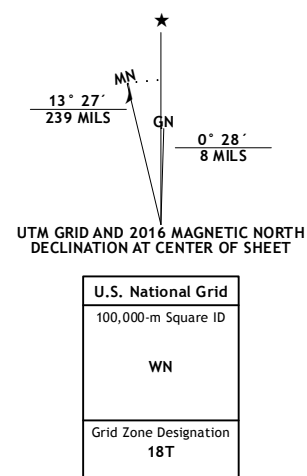 MN
13° 27´
239 MILS
GN
0° 28´
8 MILS
UTM GRID AND 2016 MAGNETIC NORTH
DECLINATION AT CENTER OF SHEET
U.S. National Grid
100,000-m Square ID
WN
Grid Zone Designation
18T